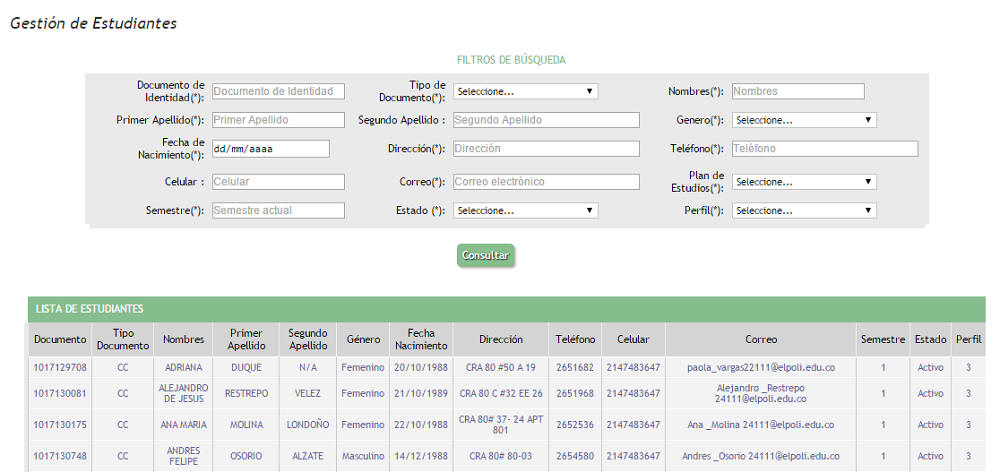 Gestión de Estudiantes
FILTROS DE BÚSQUEDA
Documento de Identidad(*): Documento de Identidad Tipo de Documento(*): Seleccione... Nombres(*): Nombres
Primer Apellido(*): Primer Apellido Segundo Apellido : Segundo Apellido Genero(*): Seleccione...
Fecha de Nacimiento(*): dd/mm/aaaa Dirección(*): Dirección Teléfono(*): Teléfono
Celular : Celular Correo(*): Correo electrónico Plan de Estudios(*): Seleccione...
Semestre(*): Semestre actual Estado (*): Seleccione... Perfil(*): Seleccione...
Consultar
LISTA DE ESTUDIANTES
Documento Tipo Documento Nombres Primer Apellido Segundo Apellido Género Fecha Nacimiento Dirección Teléfono Celular Correo Semestre Estado Perfil
1017129708 CC ADRIANA DUQUE N/A Femenino 20/10/1988 CRA 80 #50 A 19 2651682 2147483647 paola_vargas22111@elpoli.edu.co 1 Activo 3
1017130081 CC ALEJANDRO DE JESUS RESTREPO VELEZ Femenino 21/10/1989 CRA 80 C #32 EE 26 2651968 2147483647 Alejandro _Restrepo 24111@elpoli.edu.co 1 Activo 3
1017130175 CC ANA MARIA MOLINA LONDOÑO Femenino 22/10/1988 CRA 80# 37- 24 APT 801 2652536 2147483647 Ana _Molina 24111@elpoli.edu.co 1 Activo 3
1017130748 CC ANDRES FELIPE OSORIO ALZATE Masculino 14/12/1988 CRA 80# 80-03 2654580 2147483647 Andres _Osorio 24111@elpoli.edu.co 1 Activo 3